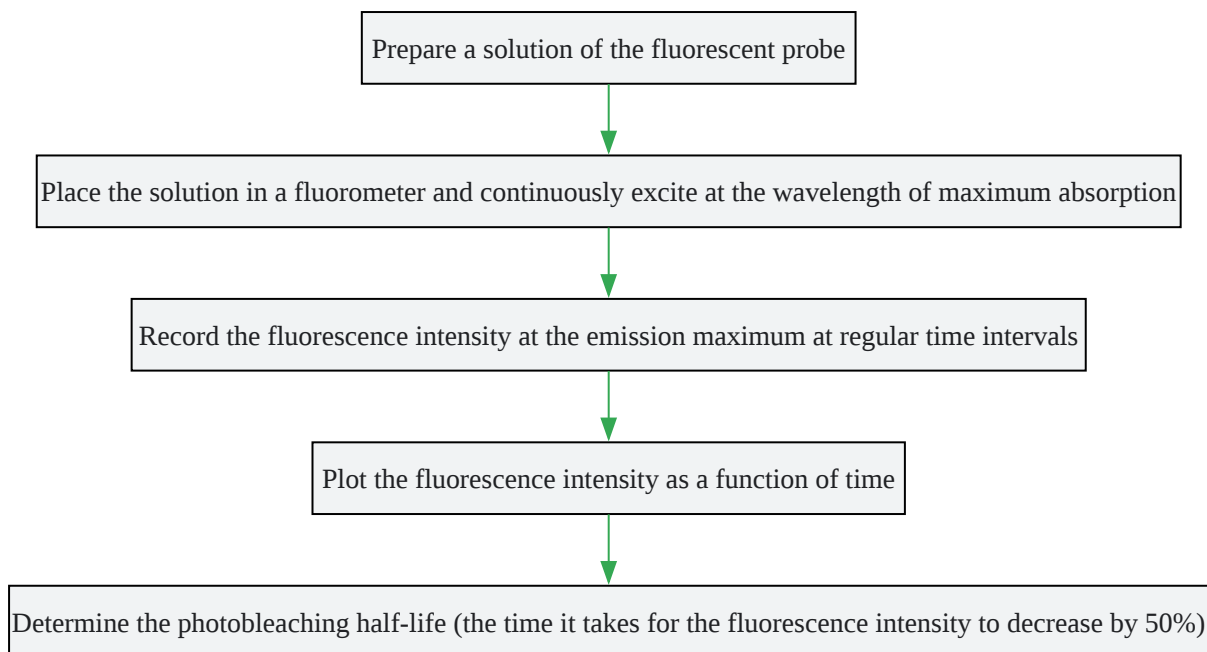 Prepare a solution of the fluorescent probe
Place the solution in a fluorometer and continuously excite at the wavelength of maximum absorption
Record the fluorescence intensity at the emission maximum at regular time intervals
Plot the fluorescence intensity as a function of time
Determine the photobleaching half-life (the time it takes for the fluorescence intensity to decrease by 50%)